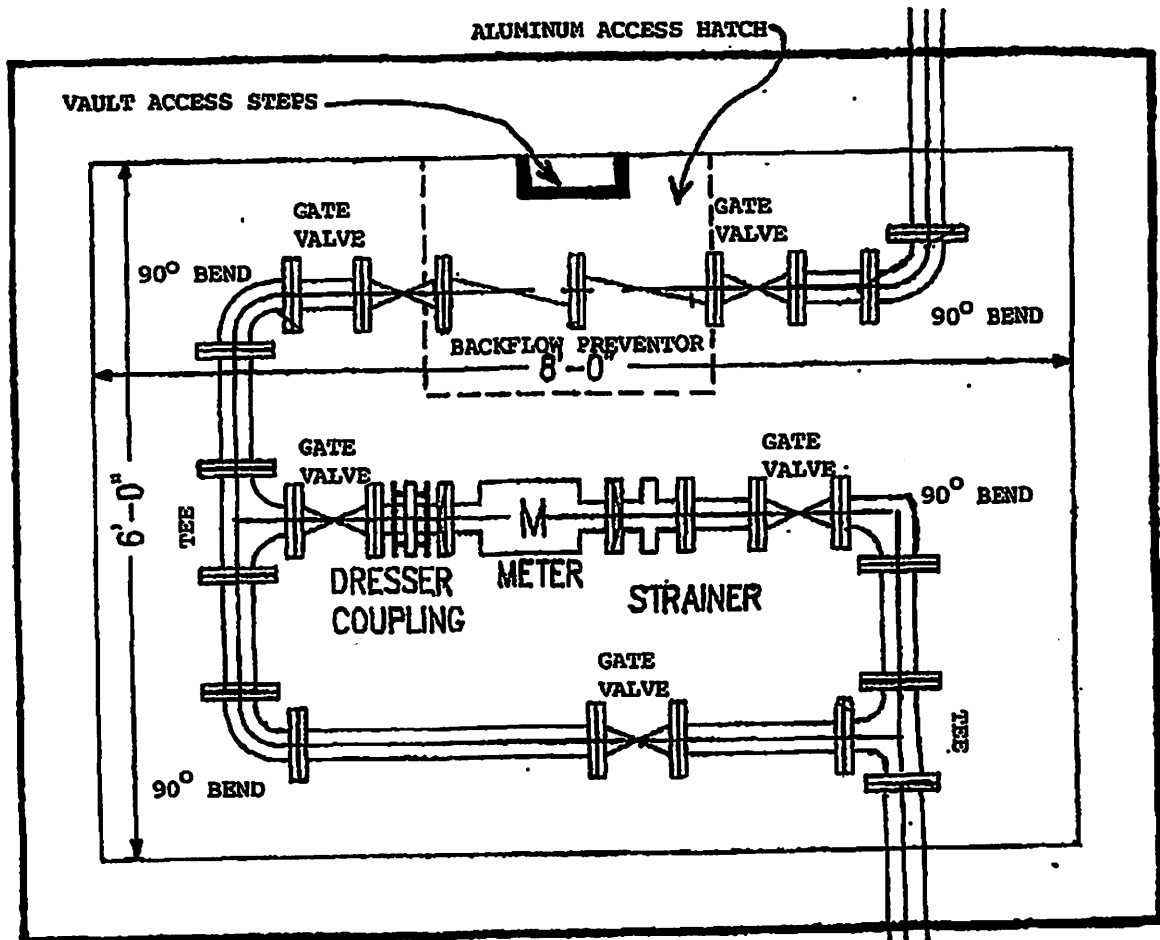 ALUMINUM ACCESS HATCH
VAULT ACCESS STEPS
GATE
VALVE
GATE
VALVE
90° BEND
90° BEND
BACKFLOW PREVENTOR
8'-0"
6'-0"
GATE
VALVE
GATE
VALVE
90° BEND
TEE
M
DRESSER
COUPLING
METER
STRAINER
GATE
VALVE
TEE
90° BEND